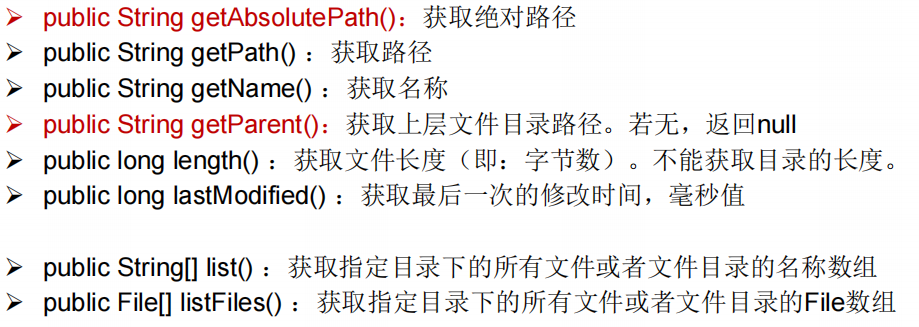 ➢ public String getAbsolutePath()：获取绝对路径
➢ public String getPath() ：获取路径
➢ public String getName() ：获取名称
➢ public String getParent()：获取上层文件目录路径。若无，返回null
➢ public long length() ：获取文件长度（即：字节数）。不能获取目录的长度。
➢ public long lastModified() ：获取最后一次的修改时间，毫秒值
➢ public String[] list() ：获取指定目录下的所有文件或者文件目录的名称数组
➢ public File[] listFiles() ：获取指定目录下的所有文件或者文件目录的File数组